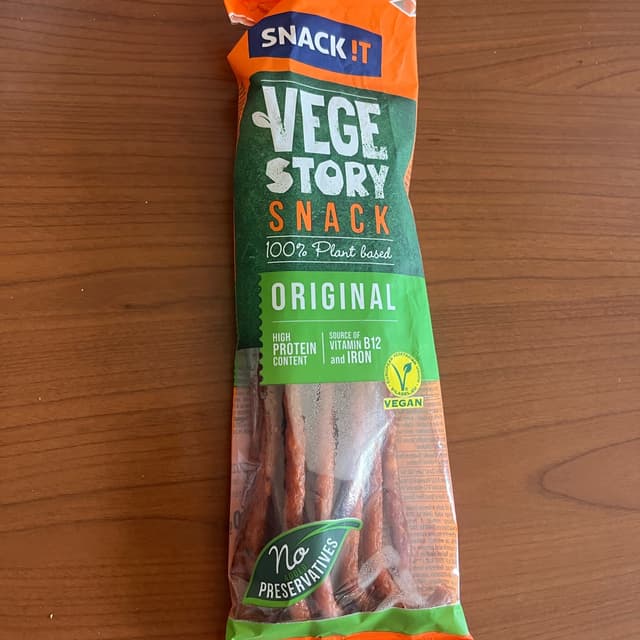 SNACK !T
VEGE
STORY
SNACK
100% Plant based
ORIGINAL
HIGH
PROTEIN
CONTENT
SOURCE OF
VITAMIN B12
and IRON
VEGAN
No
ADDED
PRESERVATIVES